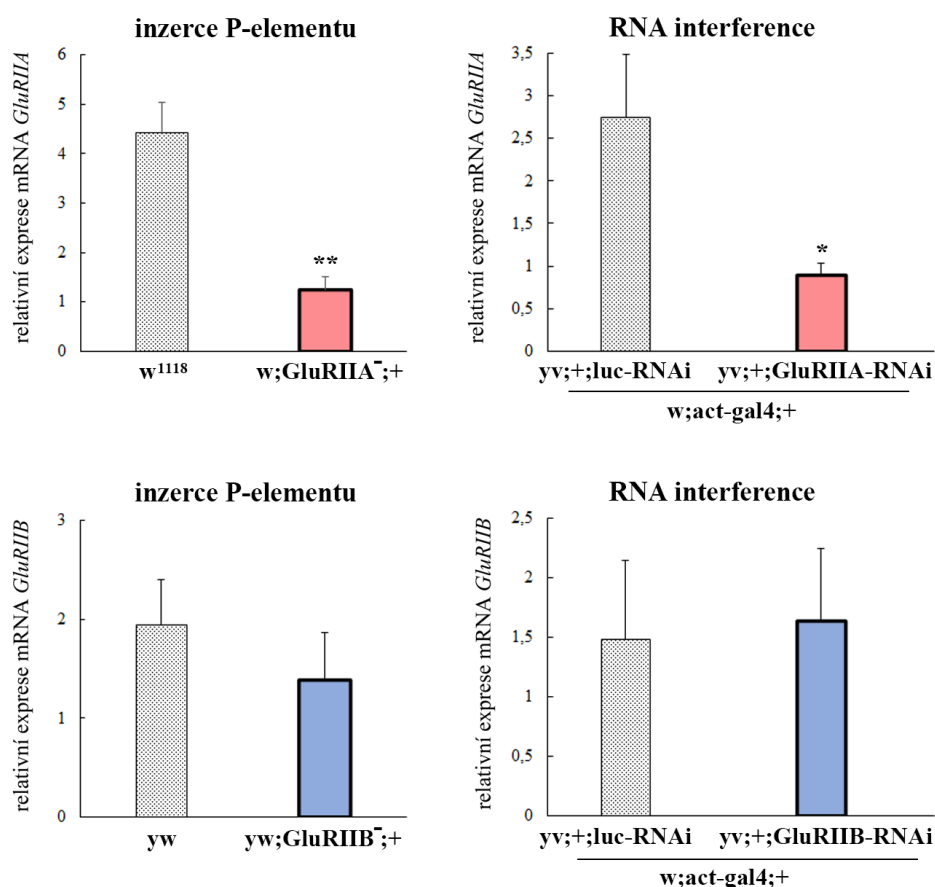 inzerce P-elementu
relativní exprese mRNA GluRIIA
6
5
4
3
2
1
0
**
w1118
w;GluRIIA-;+
RNA interference
relativní exprese mRNA GluRIIA
3,5
3
2,5
2
1,5
1
0,5
0
*
yv;+;luc-RNAi
yv;+;GluRIIA-RNAi
w;act-gal4;+
inzerce P-elementu
relativní exprese mRNA GluRIIB
3
2
1
0
yw
yw;GluRIIB-;+
RNA interference
relativní exprese mRNA GluRIIB
2,5
2
1,5
1
0,5
0
yv;+;luc-RNAi
yv;+;GluRIIB-RNAi
w;act-gal4;+